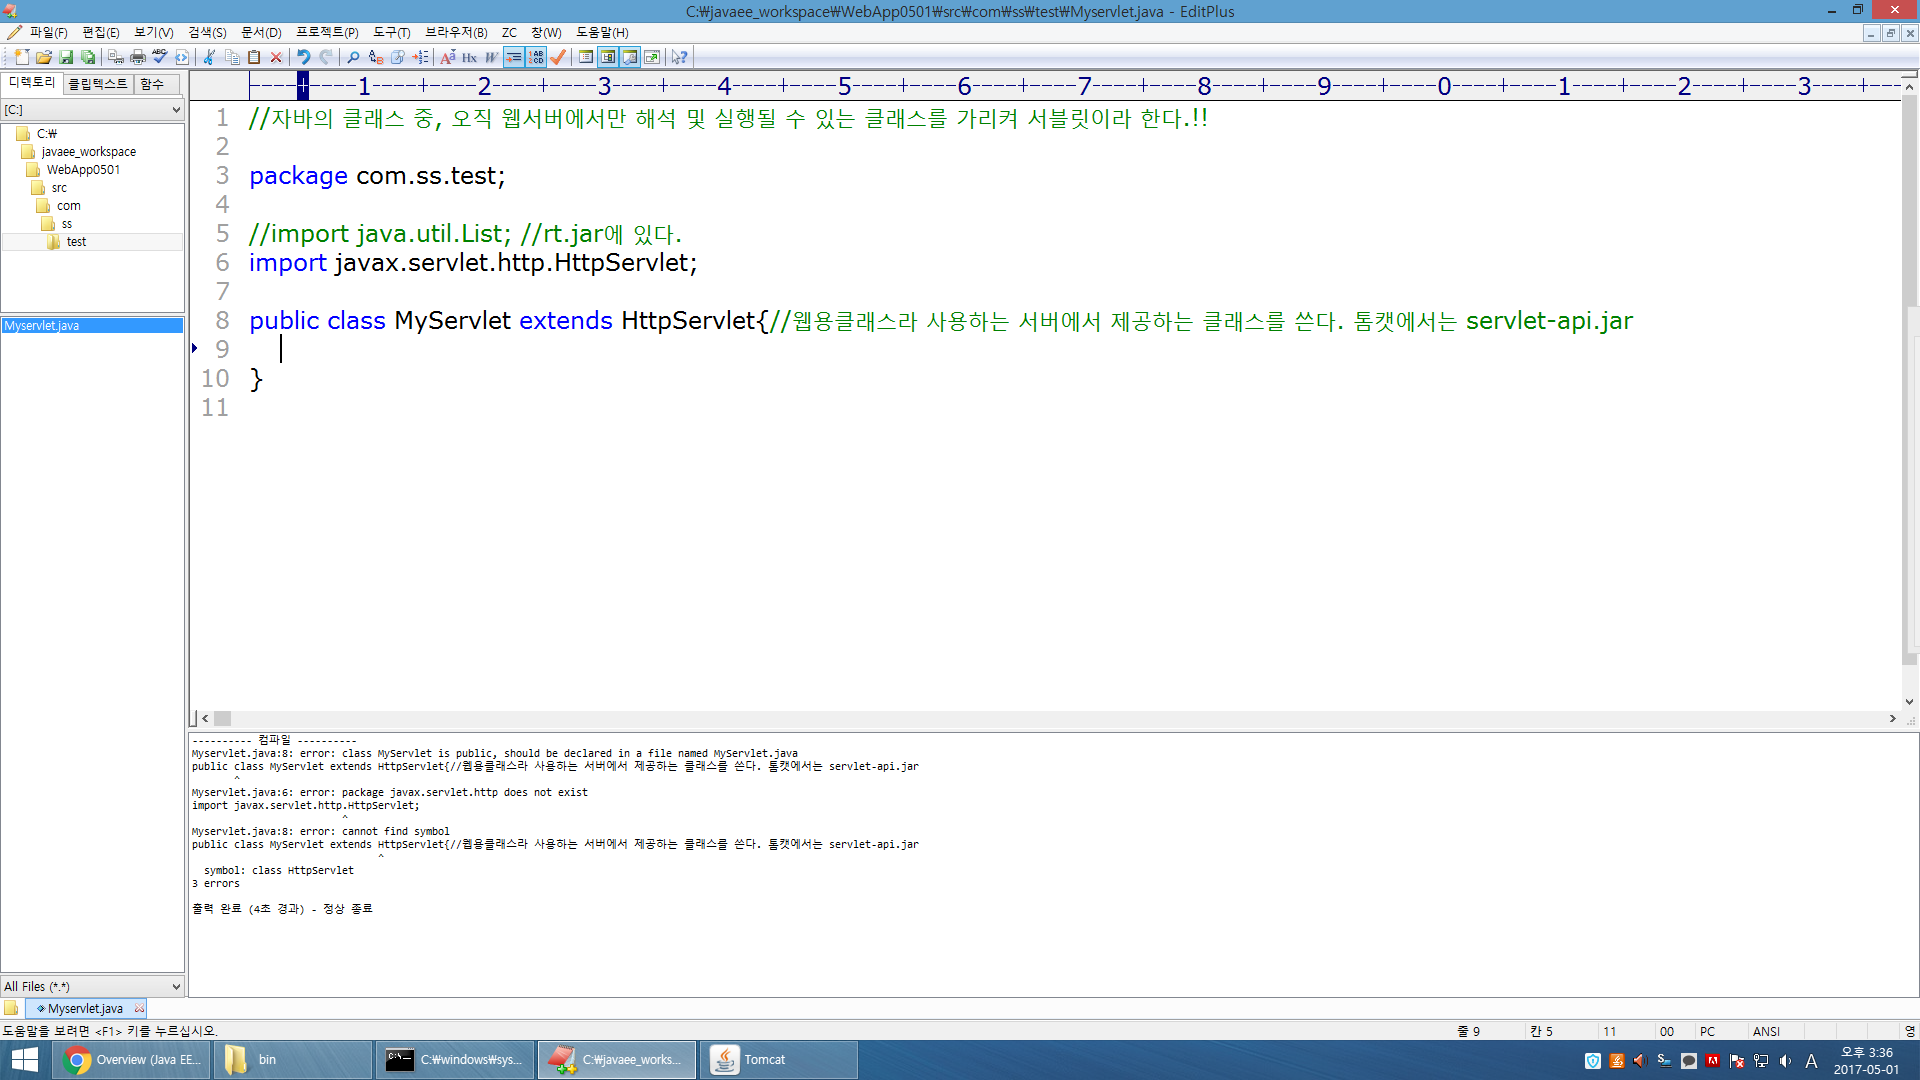 C:\javaee_workspace\WebApp0501\src\com\ss\test\Myservlet.java - EditPlus
파일(F) 편집(E) 보기(V) 검색(S) 문서(D) 프로젝트(P) 도구(T) 브라우저(B) ZC 창(W) 도움말(H)
디렉토리 클립텍스트 함수
[C:]
C:\
javaee_workspace
WebApp0501
src
com
ss
test
Myservlet.java
All Files (*.*)
----+----1----+----2----+----3----+----4----+----5----+----6----+----7----+----8----+----9----+----0----+----1----+----2----+----3----+---
1 //자바의 클래스 중, 오직 웹서버에서만 해석 및 실행될 수 있는 클래스를 가리켜 서블릿이라 한다.!!
2
3 package com.ss.test;
4
5 //import java.util.List; //rt.jar에 있다.
6 import javax.servlet.http.HttpServlet;
7
8 public class MyServlet extends HttpServlet{//웹용클래스라 사용하는 서버에서 제공하는 클래스를 쓴다. 톰캣에서는 servlet-api.jar
9
10 }
11
---------- 컴파일 ----------
Myservlet.java:8: error: class MyServlet is public, should be declared in a file named MyServlet.java
public class MyServlet extends HttpServlet{//웹용클래스라 사용하는 서버에서 제공하는 클래스를 쓴다. 톰캣에서는 servlet-api.jar
^
Myservlet.java:6: error: package javax.servlet.http does not exist
import javax.servlet.http.HttpServlet;
^
Myservlet.java:8: error: cannot find symbol
public class MyServlet extends HttpServlet{//웹용클래스라 사용하는 서버에서 제공하는 클래스를 쓴다. 톰캣에서는 servlet-api.jar
^
symbol: class HttpServlet
3 errors
출력 완료 (4초 경과) - 정상 종료
Myservlet.java
도움말을 보려면 <F1> 키를 누르십시오. 줄 9 칸 5 11 00 PC ANSI 영
Overview (Java EE... bin C:\windows\sys... C:\javaee_works... Tomcat A 오후 3:36
2017-05-01